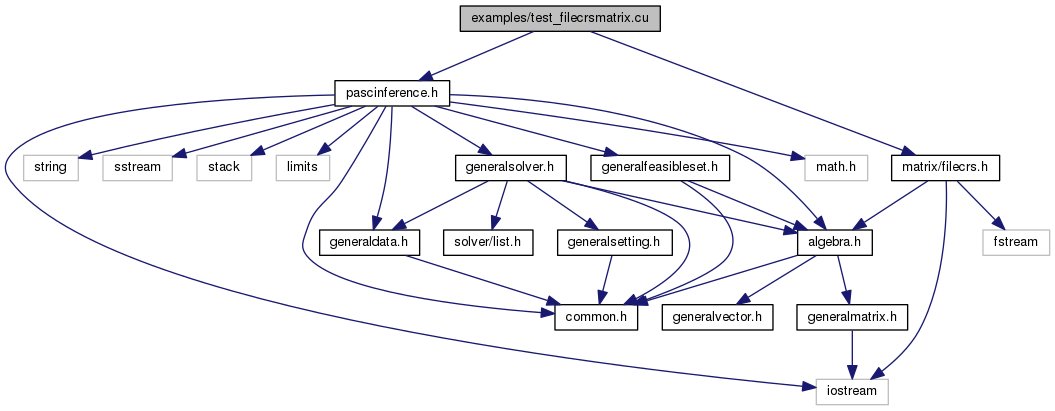 examples/test_filecrsmatrix.cu
pascinference.h
string
sstream
stack
limits
generalsolver.h
generalfeasibleset.h
math.h
matrix/filecrs.h
generaldata.h
solver/list.h
generalsetting.h
algebra.h
fstream
common.h
generalvector.h
generalmatrix.h
iostream